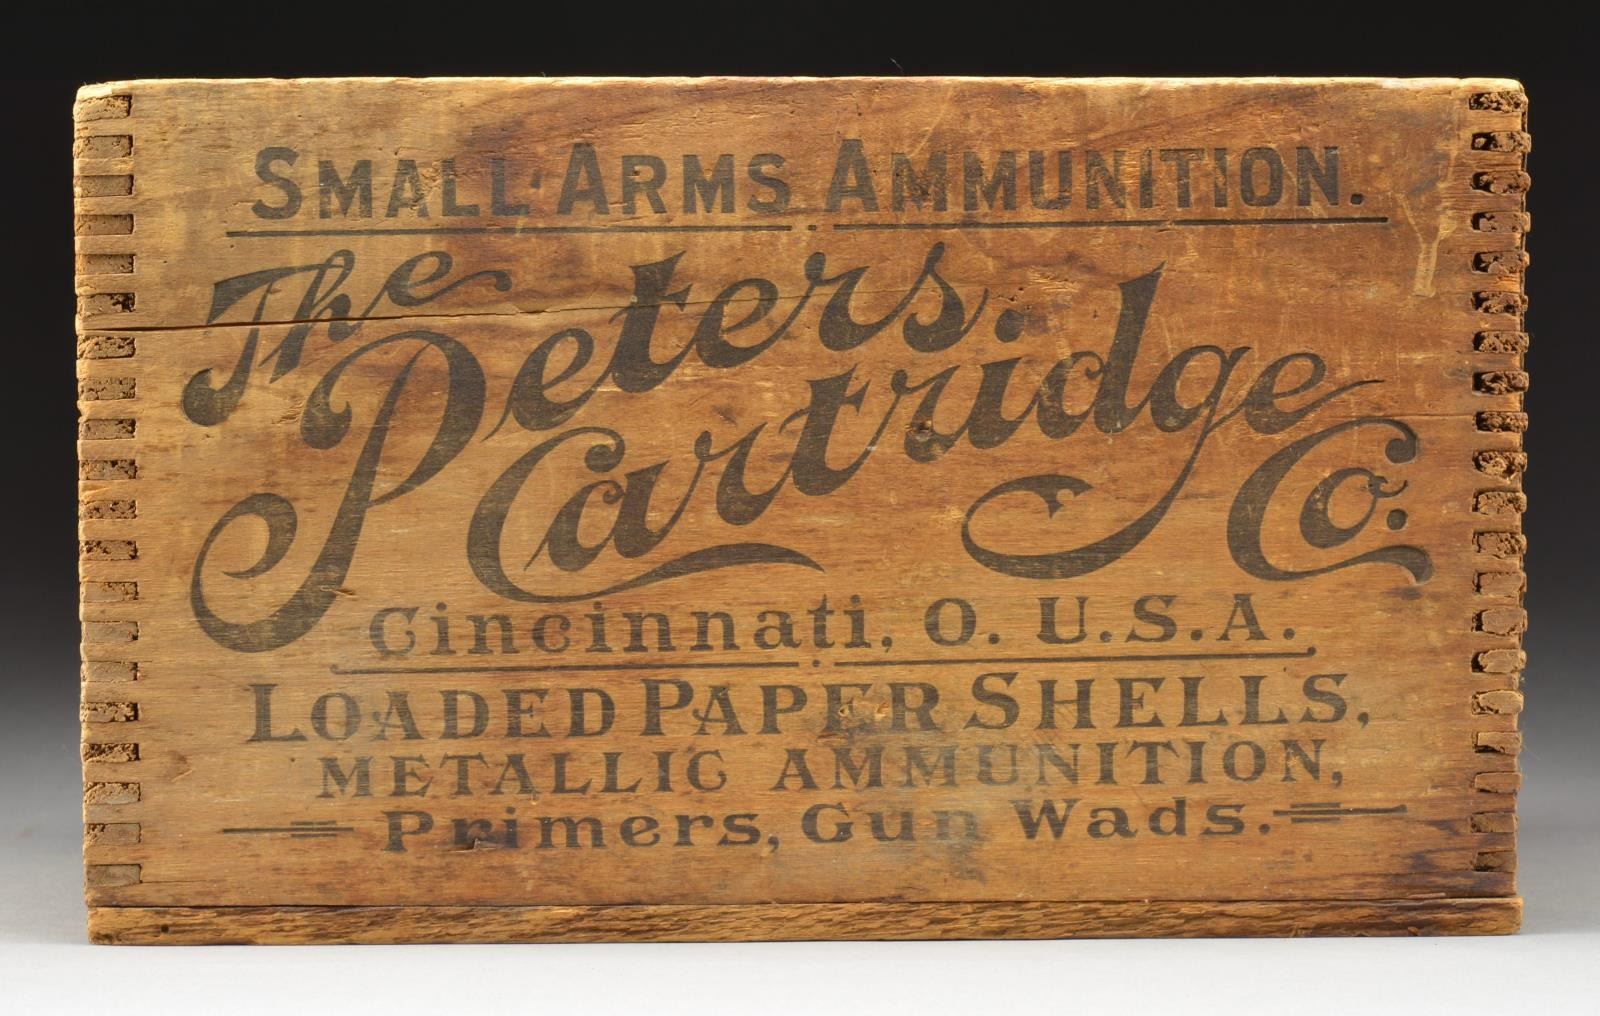 SMALL ARMS AMMUNITION.
The Peters
Cartridge Co.
Cincinnati, O. U.S.A.
LOADED PAPER SHELLS,
METALLIC AMMUNITION,
Primers, Gun Wads.